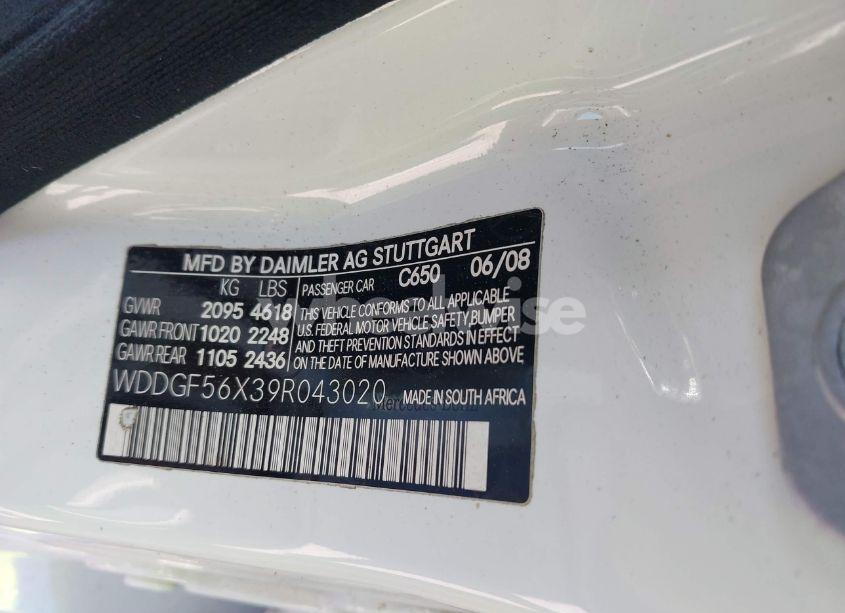 MFD BY DAIMLER AG STUTTGART
KG LBS PASSENGER CAR C650 06/08
GVWR 2095 4618
GAWR FRONT 1020 2248
GAWR REAR 1105 2436
THIS VEHICLE CONFORMS TO ALL APPLICABLE
U.S. FEDERAL MOTOR VEHICLE SAFETY, BUMPER
AND THEFT PREVENTION STANDARDS IN EFFECT
ON THE DATE OF MANUFACTURE SHOWN ABOVE.
WDDGF56X39R043020 MADE IN SOUTH AFRICA